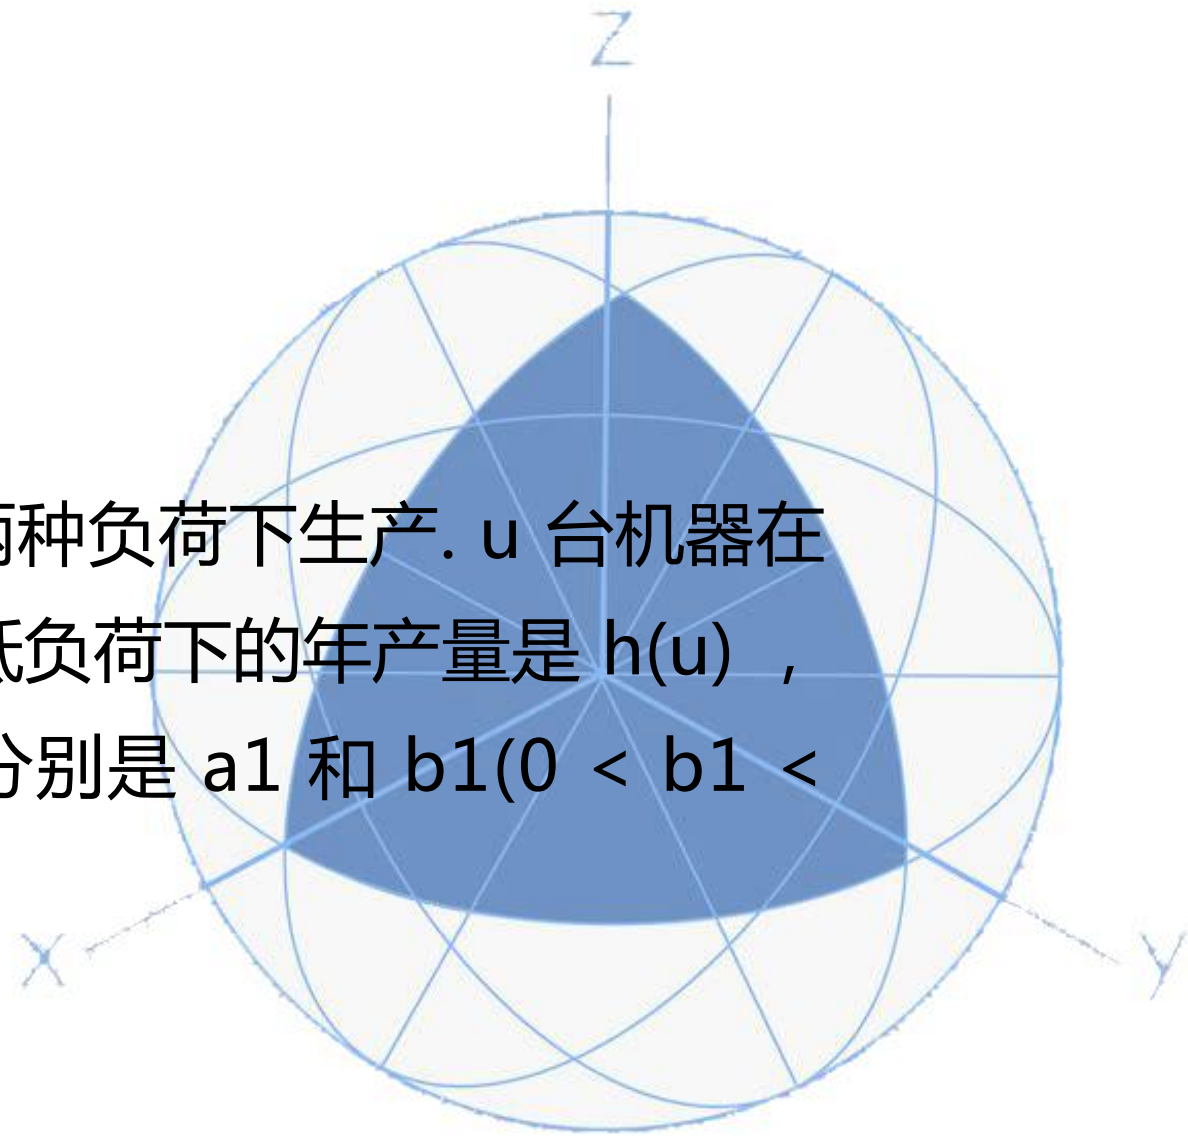 Z
两种负荷下生产. u 台机器在
低负荷下的年产量是 h(u) ，
分别是 a1 和 b1(0 < b1 <
X
Y